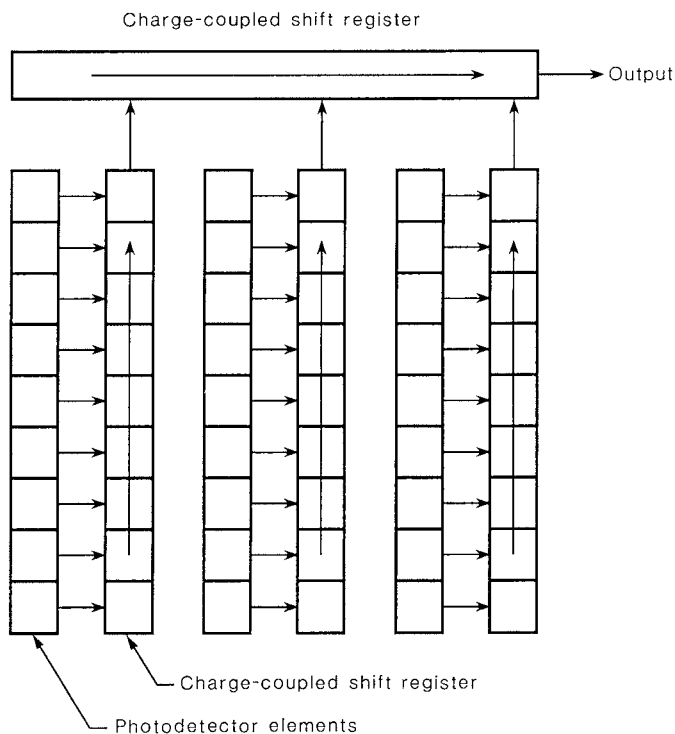 Charge-coupled shift register
Output
Charge-coupled shift register
Photodetector elements